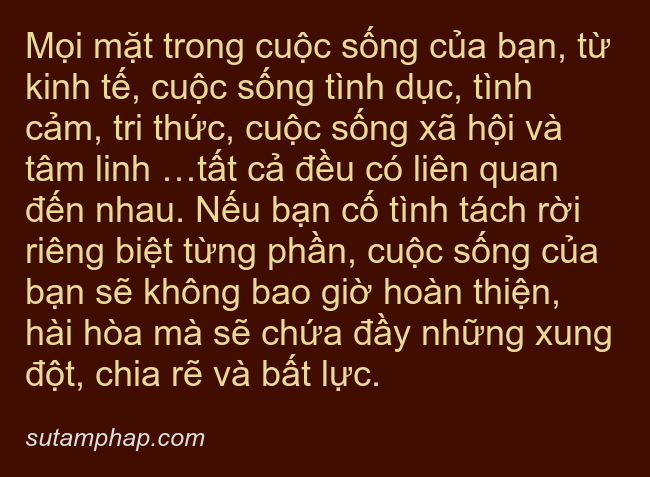 Mọi mặt trong cuộc sống của bạn, từ
kinh tế, cuộc sống tình dục, tình
cảm, tri thức, cuộc sống xã hội và
tâm linh …tất cả đều có liên quan
đến nhau. Nếu bạn cố tình tách rời
riêng biệt từng phần, cuộc sống của
bạn sẽ không bao giờ hoàn thiện,
hài hòa mà sẽ chứa đầy những xung
đột, chia rẽ và bất lực.
sutamphap.com